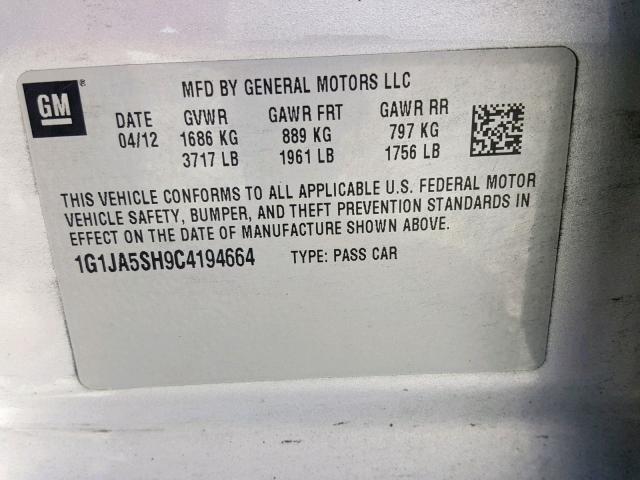 GM ®
MFD BY GENERAL MOTORS LLC
DATE GVWR GAWR FRT GAWR RR
04/12 1686 KG 889 KG 797 KG
3717 LB 1961 LB 1756 LB
THIS VEHICLE CONFORMS TO ALL APPLICABLE U.S. FEDERAL MOTOR
VEHICLE SAFETY, BUMPER, AND THEFT PREVENTION STANDARDS IN
EFFECT ON THE DATE OF MANUFACTURE SHOWN ABOVE.
1G1JA5SH9C4194664 TYPE: PASS CAR